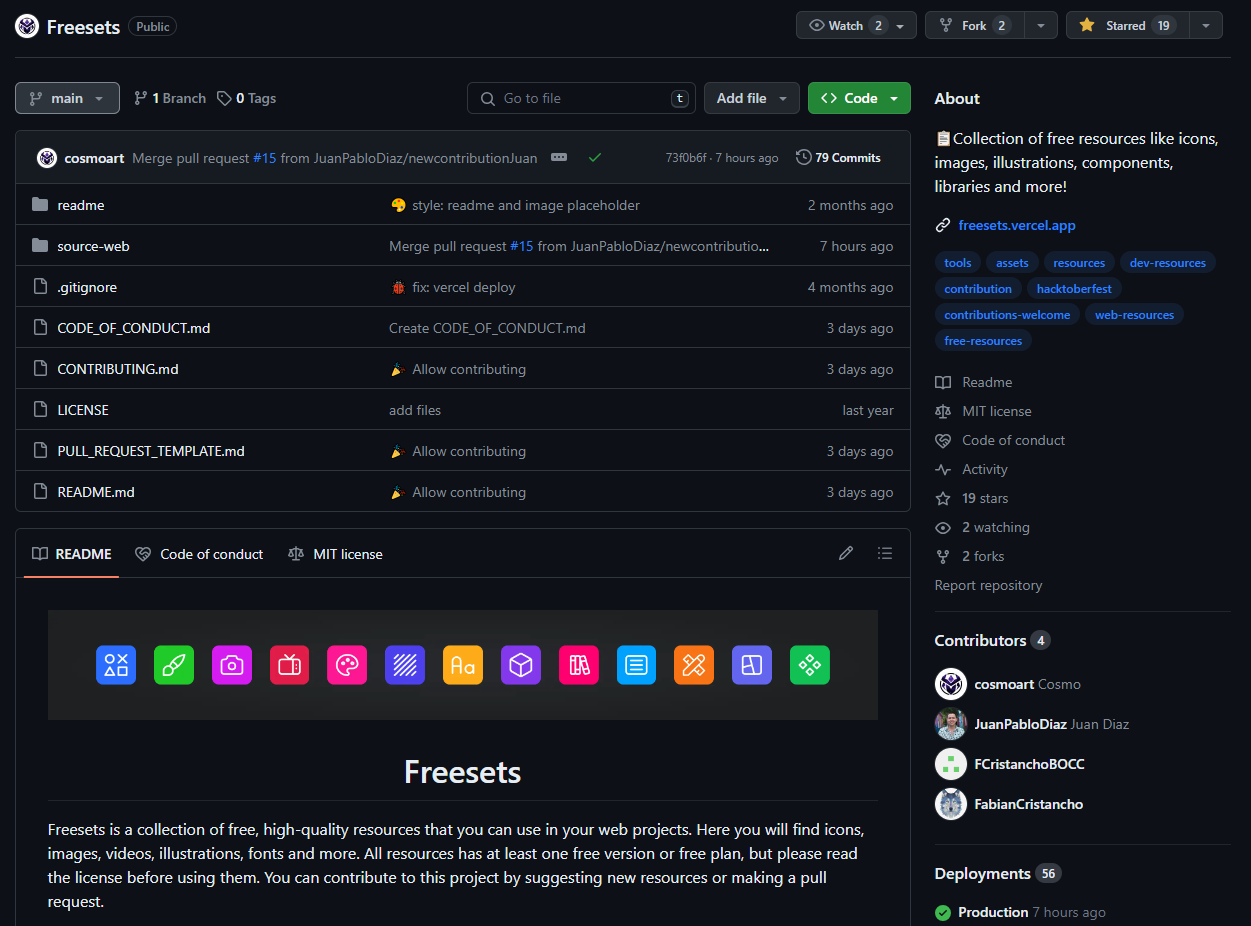 Freesets Public Watch 2 Fork 2 Starred 19
main 1 Branch 0 Tags Go to file t Add file Code
cosmoart Merge pull request #15 from JuanPabloDiaz/newcontributionJuan 73f0b6f · 7 hours ago 79 Commits
readme style: readme and image placeholder 2 months ago
source-web Merge pull request #15 from JuanPabloDiaz/newcontributio... 7 hours ago
.gitignore fix: vercel deploy 4 months ago
CODE_OF_CONDUCT.md Create CODE_OF_CONDUCT.md 3 days ago
CONTRIBUTING.md Allow contributing 3 days ago
LICENSE add files last year
PULL_REQUEST_TEMPLATE.md Allow contributing 3 days ago
README.md Allow contributing 3 days ago
README Code of conduct MIT license
Aa
Freesets
Freesets is a collection of free, high-quality resources that you can use in your web projects. Here you will find icons,
images, videos, illustrations, fonts and more. All resources has at least one free version or free plan, but please read
the license before using them. You can contribute to this project by suggesting new resources or making a pull
request.
About
📋Collection of free resources like icons,
images, illustrations, components,
libraries and more!
freesets.vercel.app
tools assets resources dev-resources
contribution hacktoberfest
contributions-welcome web-resources
free-resources
Readme
MIT license
Code of conduct
Activity
19 stars
2 watching
2 forks
Report repository
Contributors 4
cosmoart Cosmo
JuanPabloDiaz Juan Diaz
FCristanchoBOCC
FabianCristancho
Deployments 56
Production 7 hours ago